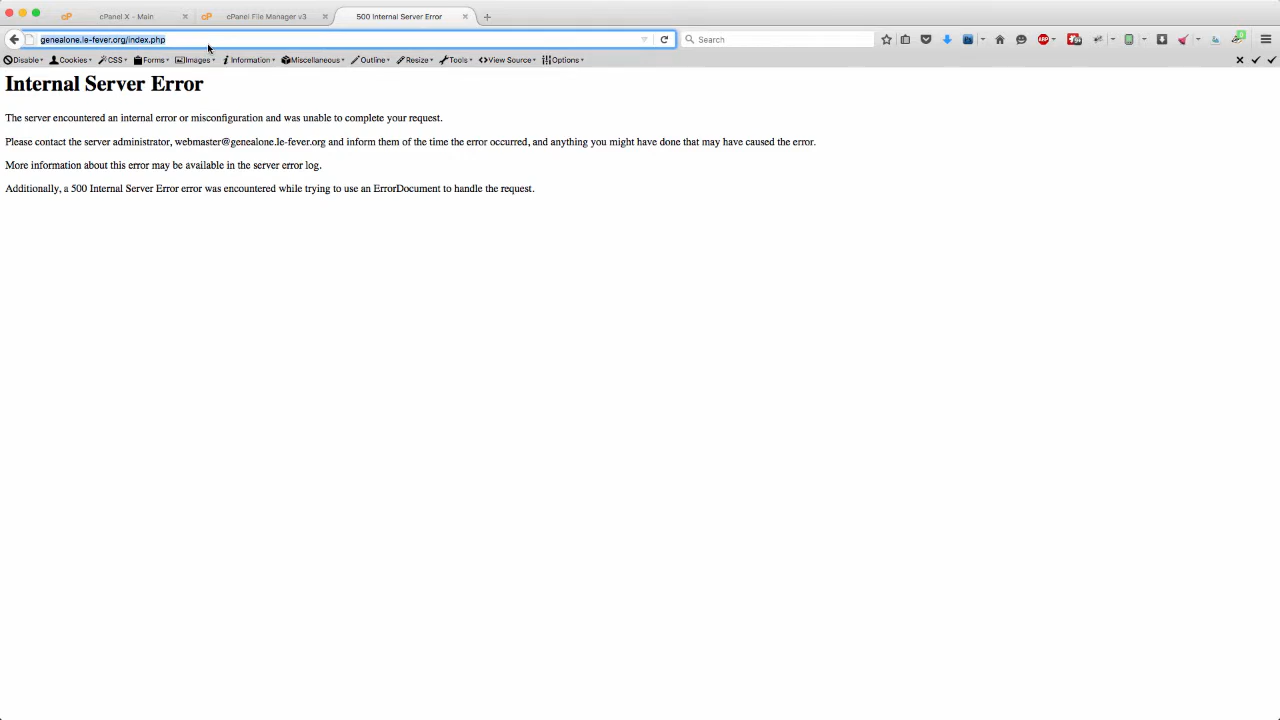 cPanel X - Main
cPanel File Manager v3
500 Internal Server Error
genealone.le-fever.org/index.php
Search
Disable Cookies CSS Forms Images Information Miscellaneous Outline Resize Tools View Source Options
Internal Server Error
The server encountered an internal error or misconfiguration and was unable to complete your request.
Please contact the server administrator, webmaster@genealone.le-fever.org and inform them of the time the error occurred, and anything you might have done that may have caused the error.
More information about this error may be available in the server error log.
Additionally, a 500 Internal Server Error error was encountered while trying to use an ErrorDocument to handle the request.